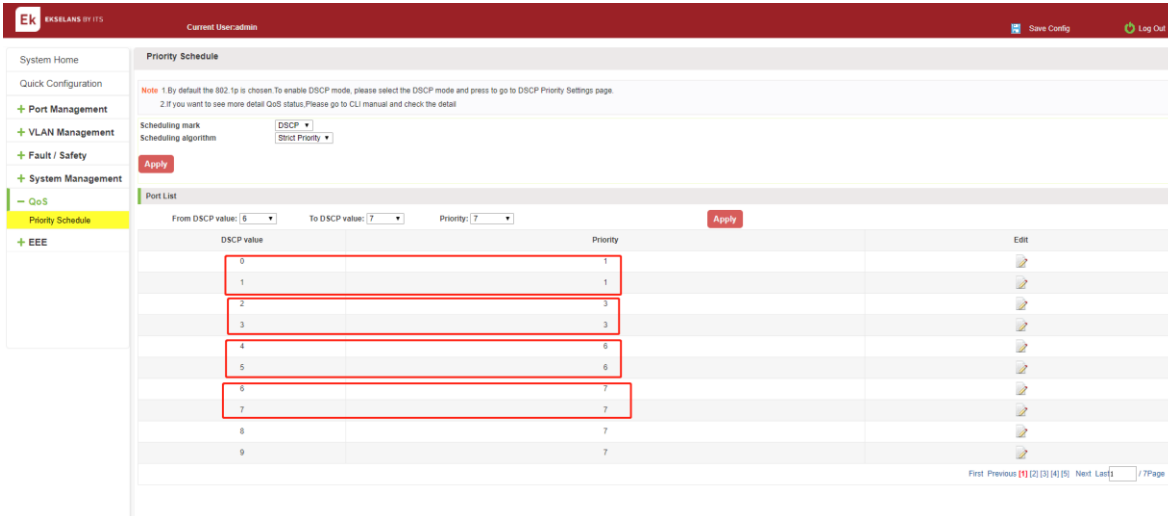 Ek EKSELANS BY ITS
Current User:admin
Save Config
Log Out
System Home
Quick Configuration
+ Port Management
+ VLAN Management
+ Fault / Safety
+ System Management
− QoS
Priority Schedule
+ EEE
Priority Schedule
Note 1.By default the 802.1p is chosen.To enable DSCP mode, please select the DSCP mode and press to go to DSCP Priority Settings page.
2.If you want to see more detail QoS status,Please go to CLI manual and check the detail
Scheduling mark DSCP
Scheduling algorithm Strict Priority
Apply
Port List
From DSCP value: 6 To DSCP value: 7 Priority: 7 Apply
DSCP value Priority Edit
0 1
1 1
2 3
3 3
4 6
5 6
6 7
7 7
8 7
9 7
First Previous [1] [2] [3] [4] [5] Next Last 1 / 7Page